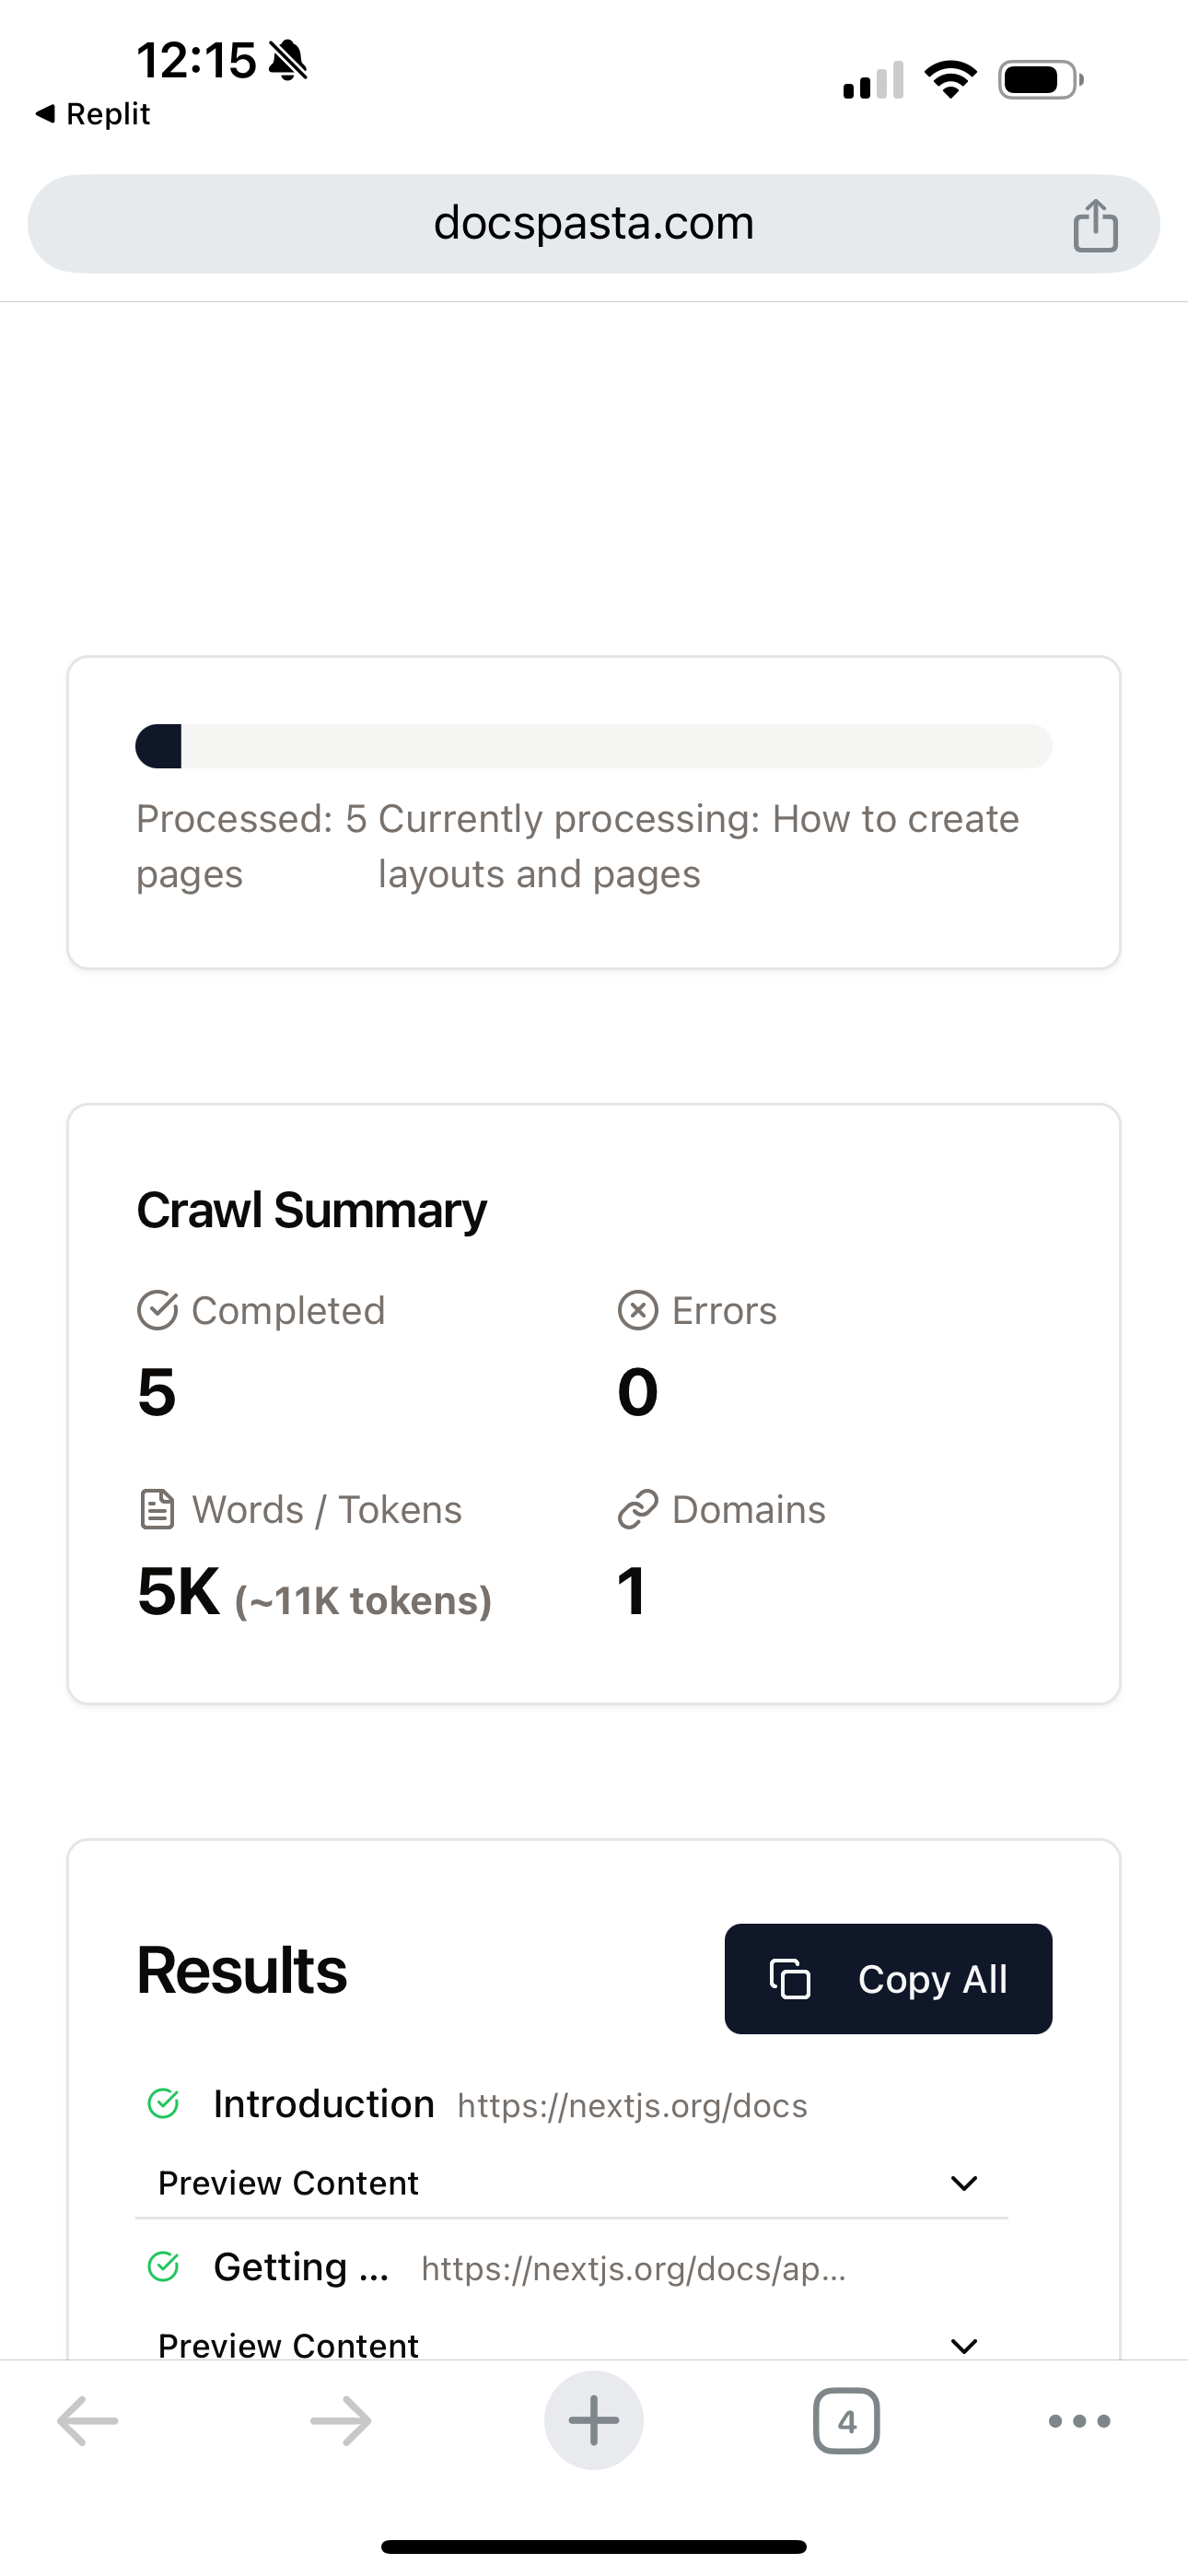 12:15
Replit
docspasta.com
Processed: 5 pages
Currently processing: How to create
layouts and pages
Crawl Summary
Completed
Errors
5
0
Words / Tokens
Domains
5K (~11K tokens)
1
Results
Copy All
Introduction https://nextjs.org/docs
Preview Content
Getting ... https://nextjs.org/docs/ap...
Preview Content
4